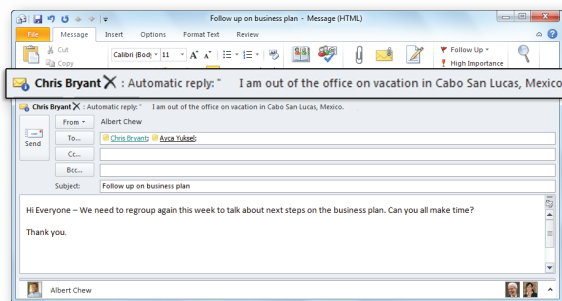 Follow up on business plan - Message (HTML)
File Message Insert Options Format Text Review
Cut
Copy
Calibri (Body 11
Follow Up
High Importance
Chris Bryant X : Automatic reply: " I am out of the office on vacation in Cabo San Lucas, Mexico
Chris Bryant X : Automatic reply: " I am out of the office on vacation in Cabo San Lucas, Mexico.
From Albert Chew
Send
To... Chris Bryant; Ayca Yuksel;
Cc...
Bcc...
Subject: Follow up on business plan
Hi Everyone – We need to regroup again this week to talk about next steps on the business plan. Can you all make time?
Thank you.
Albert Chew